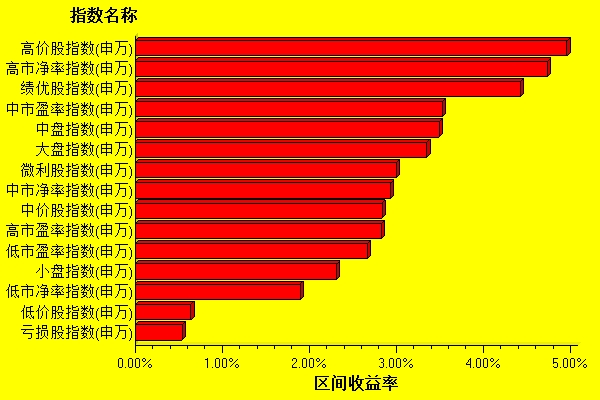 指数名称
高价股指数(申万)
高市净率指数(申万)
绩优股指数(申万)
中市盈率指数(申万)
中盘指数(申万)
大盘指数(申万)
微利股指数(申万)
中市净率指数(申万)
中价股指数(申万)
高市盈率指数(申万)
低市盈率指数(申万)
小盘指数(申万)
低市净率指数(申万)
低价股指数(申万)
亏损股指数(申万)
0.00% 1.00% 2.00% 3.00% 4.00% 5.00%
区间收益率